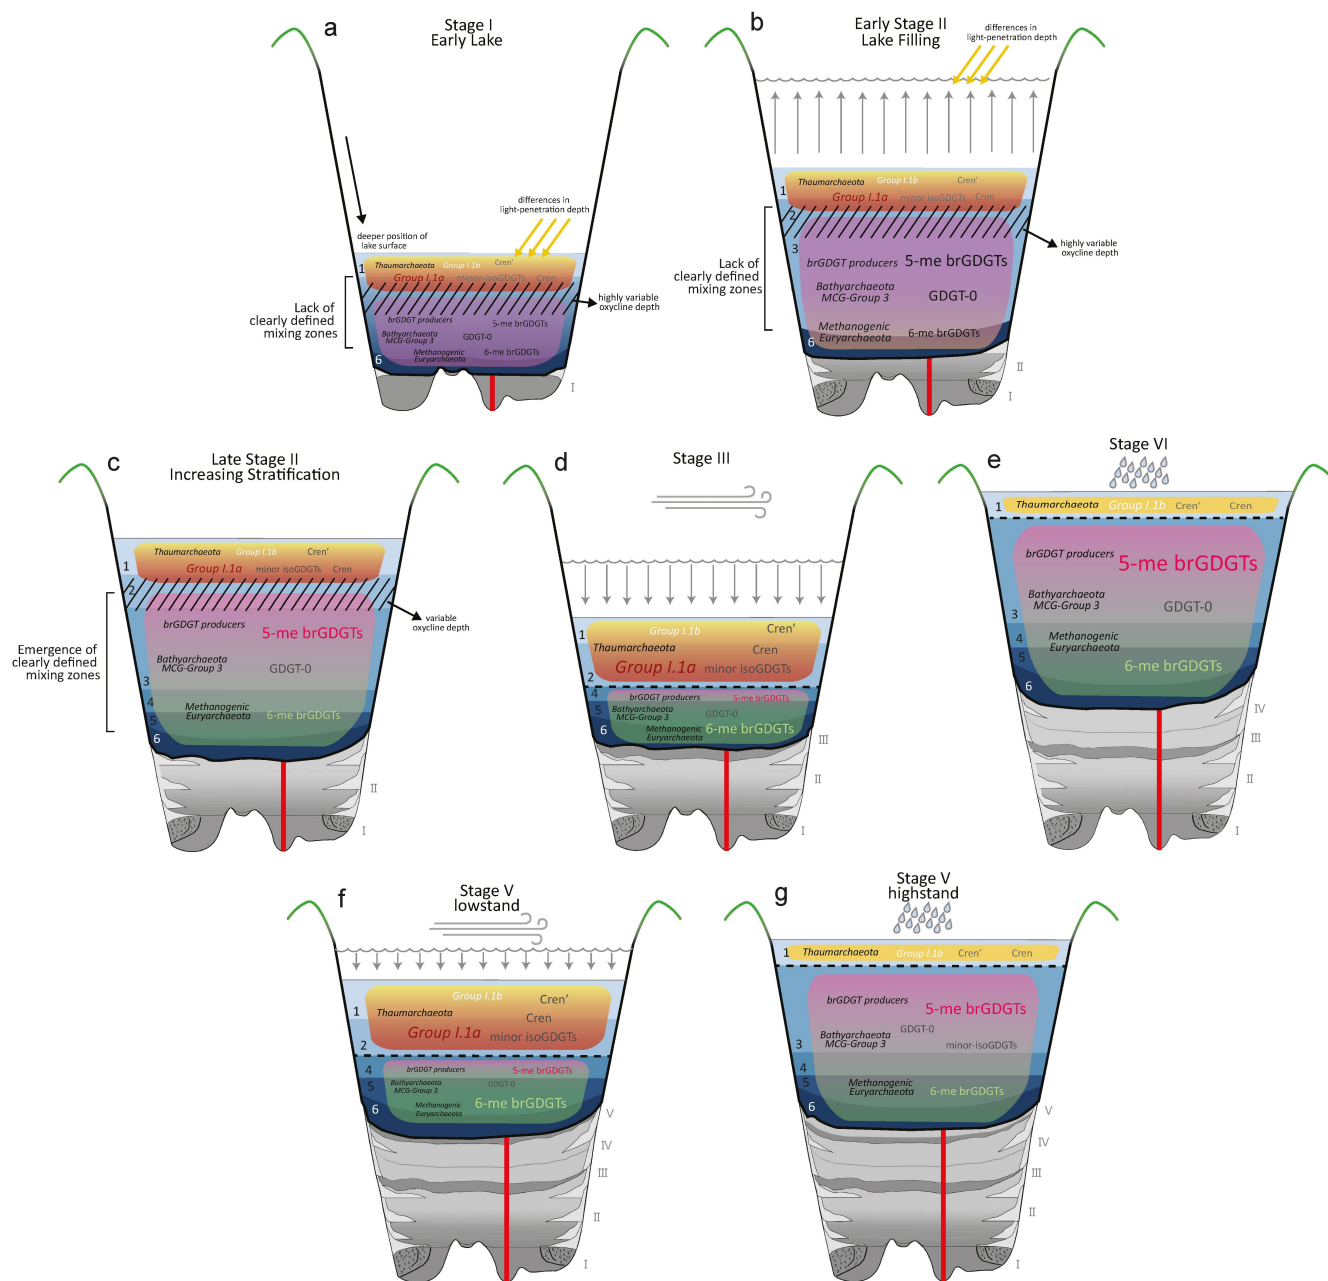 a
Stage I
Early Lake
differences in
light-penetration depth
deeper position of
lake surface
1
Thaumarchaeota Group I.1b Cren'
Group I.1a minor-isoGDGTs Cren
Lack of
clearly defined
mixing zones
highly variable
oxycline depth
brGDGT producers 5-me brGDGTs
Bathyarchaeota
MCG-Group 3
GDGT-0
Methanogenic
Euryarchaeota
6-me brGDGTs
6
I
b
Early Stage II
Lake Filling
differences in
light-penetration depth
1
Thaumarchaeota Group I.1b Cren'
Group I.1a minor isoGDGTs Cren
2
3
Lack of
clearly defined
mixing zones
highly variable
oxycline depth
brGDGT producers 5-me brGDGTs
Bathyarchaeota
MCG-Group 3
GDGT-0
Methanogenic
Euryarchaeota
6-me brGDGTs
6
II
I
c
Late Stage II
Increasing Stratification
1
Thaumarchaeota Group I.1b Cren'
Group I.1a minor isoGDGTs Cren
2
variable
oxycline depth
Emergence of
clearly defined
mixing zones
brGDGT producers 5-me brGDGTs
Bathyarchaeota
MCG-Group 3
GDGT-0
3
4
Methanogenic
Euryarchaeota
6-me brGDGTs
5
6
II
I
d
Stage III
1
Group I.1b Cren'
Thaumarchaeota Cren
Group I.1a minor isoGDGTs
2
4
brGDGT producers 5-me brGDGTs
Bathyarchaeota
MCG-Group 3
GDGT-0
6
Methanogenic
Euryarchaeota
6-me brGDGTs
III
II
I
e
Stage VI
1
Thaumarchaeota Group I.1b Cren' Cren
brGDGT producers 5-me brGDGTs
Bathyarchaeota
MCG-Group 3
GDGT-0
3
4
Methanogenic
Euryarchaeota
5
6-me brGDGTs
6
IV
III
II
I
f
Stage V
lowstand
Group I.1b Cren'
1
Thaumarchaeota Cren
Group I.1a minor isoGDGTs
2
4
brGDGT producers 5-me brGDGTs
5
Bathyarchaeota
MCG-Group 3
GDGT-0
6
Methanogenic
Euryarchaeota
6-me brGDGTs
V
IV
III
II
I
g
Stage V
highstand
1
Thaumarchaeota Group I.1b Cren' Cren
brGDGT producers 5-me brGDGTs
GDGT-0
Bathyarchaeota
MCG-Group 3
minor-isoGDGTs
3
4
5
Methanogenic
Euryarchaeota
6-me brGDGTs
6
V
IV
III
II
I